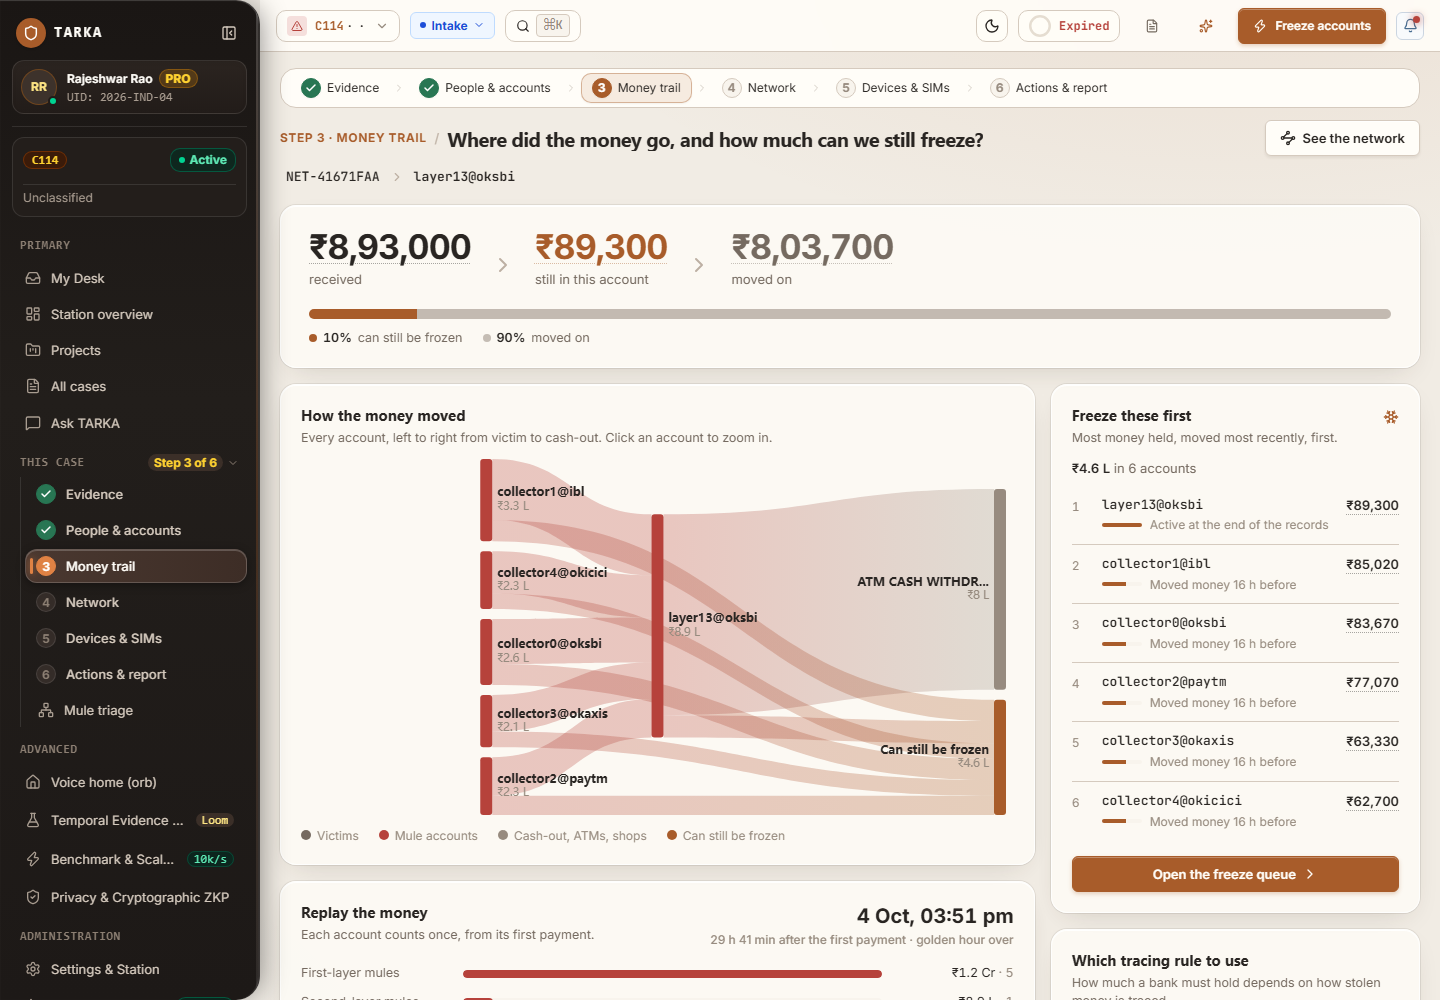 TARKA
Rajeshwar Rao PRO
RR
UID: 2026-IND-04
C114 Active
Unclassified
PRIMARY
My Desk
Station overview
Projects
All cases
Ask TARKA
THIS CASE Step 3 of 6
Evidence
People & accounts
3 Money trail
4 Network
5 Devices & SIMs
6 Actions & report
Mule triage
ADVANCED
Voice home (orb)
Temporal Evidence ... Loom
Benchmark & Scal... 10k/s
Privacy & Cryptographic ZKP
ADMINISTRATION
Settings & Station
C114 · · Intake ⌘K Expired Freeze accounts
Evidence People & accounts 3 Money trail 4 Network 5 Devices & SIMs 6 Actions & report
STEP 3 · MONEY TRAIL / Where did the money go, and how much can we still freeze? See the network
NET-41671FAA > layer13@oksbi
₹8,93,000 ₹89,300 ₹8,03,700
received still in this account moved on
10% can still be frozen 90% moved on
How the money moved
Every account, left to right from victim to cash-out. Click an account to zoom in.
collector1@ibl
₹3.3 L
collector4@okicici
₹2.3 L
collector0@oksbi
₹2.6 L
collector3@okaxis
₹2.1 L
collector2@paytm
₹2.3 L
layer13@oksbi
₹8.9 L
ATM CASH WITHDR...
₹8 L
Can still be frozen
₹4.6 L
Victims Mule accounts Cash-out, ATMs, shops Can still be frozen
Freeze these first
Most money held, moved most recently, first.
₹4.6 L in 6 accounts
1 layer13@oksbi ₹89,300
Active at the end of the records
2 collector1@ibl ₹85,020
Moved money 16 h before
3 collector0@oksbi ₹83,670
Moved money 16 h before
4 collector2@paytm ₹77,070
Moved money 16 h before
5 collector3@okaxis ₹63,330
Moved money 16 h before
6 collector4@okicici ₹62,700
Moved money 16 h before
Open the freeze queue
Replay the money 4 Oct, 03:51 pm
Each account counts once, from its first payment. 29 h 41 min after the first payment · golden hour over
First-layer mules ₹1.2 Cr · 5
Which tracing rule to use
How much a bank must hold depends on how stolen